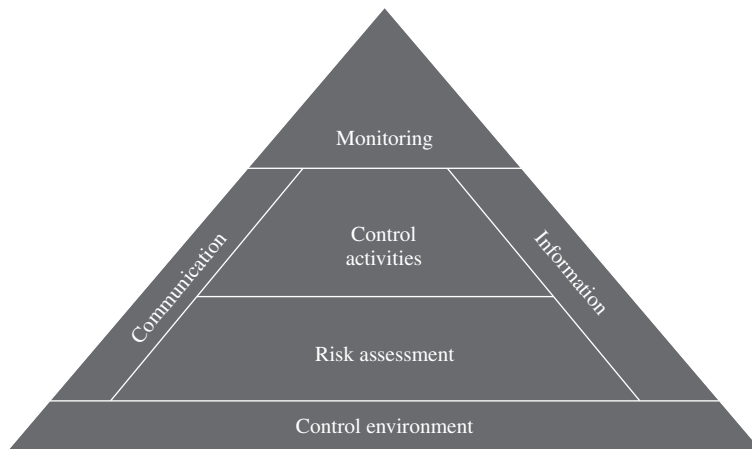 Monitoring
Control
activities
Communication
Information
Risk assessment
Control environment